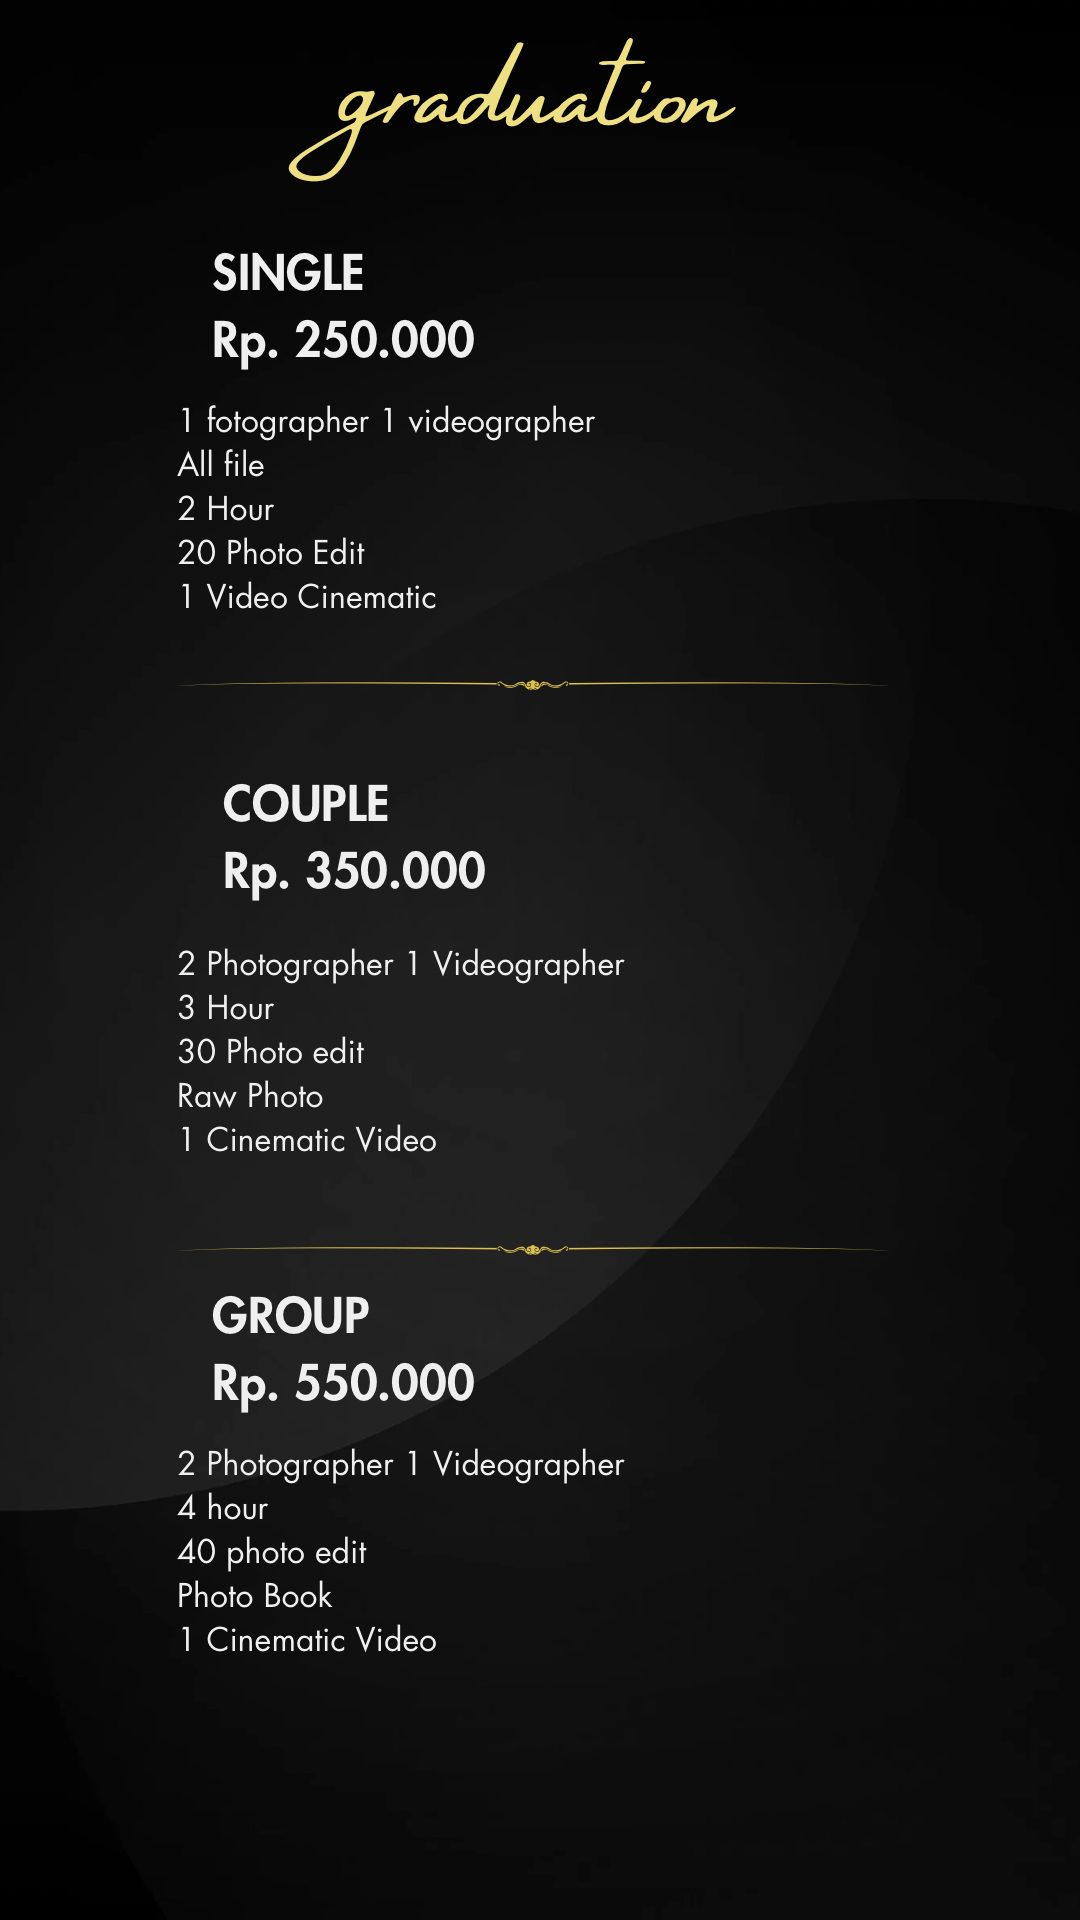 graduation
SINGLE
Rp. 250.000
1 fotographer 1 videographer
All file
2 Hour
20 Photo Edit
1 Video Cinematic
COUPLE
Rp. 350.000
2 Photographer 1 Videographer
3 Hour
30 Photo edit
Raw Photo
1 Cinematic Video
GROUP
Rp. 550.000
2 Photographer 1 Videographer
4 hour
40 photo edit
Photo Book
1 Cinematic Video